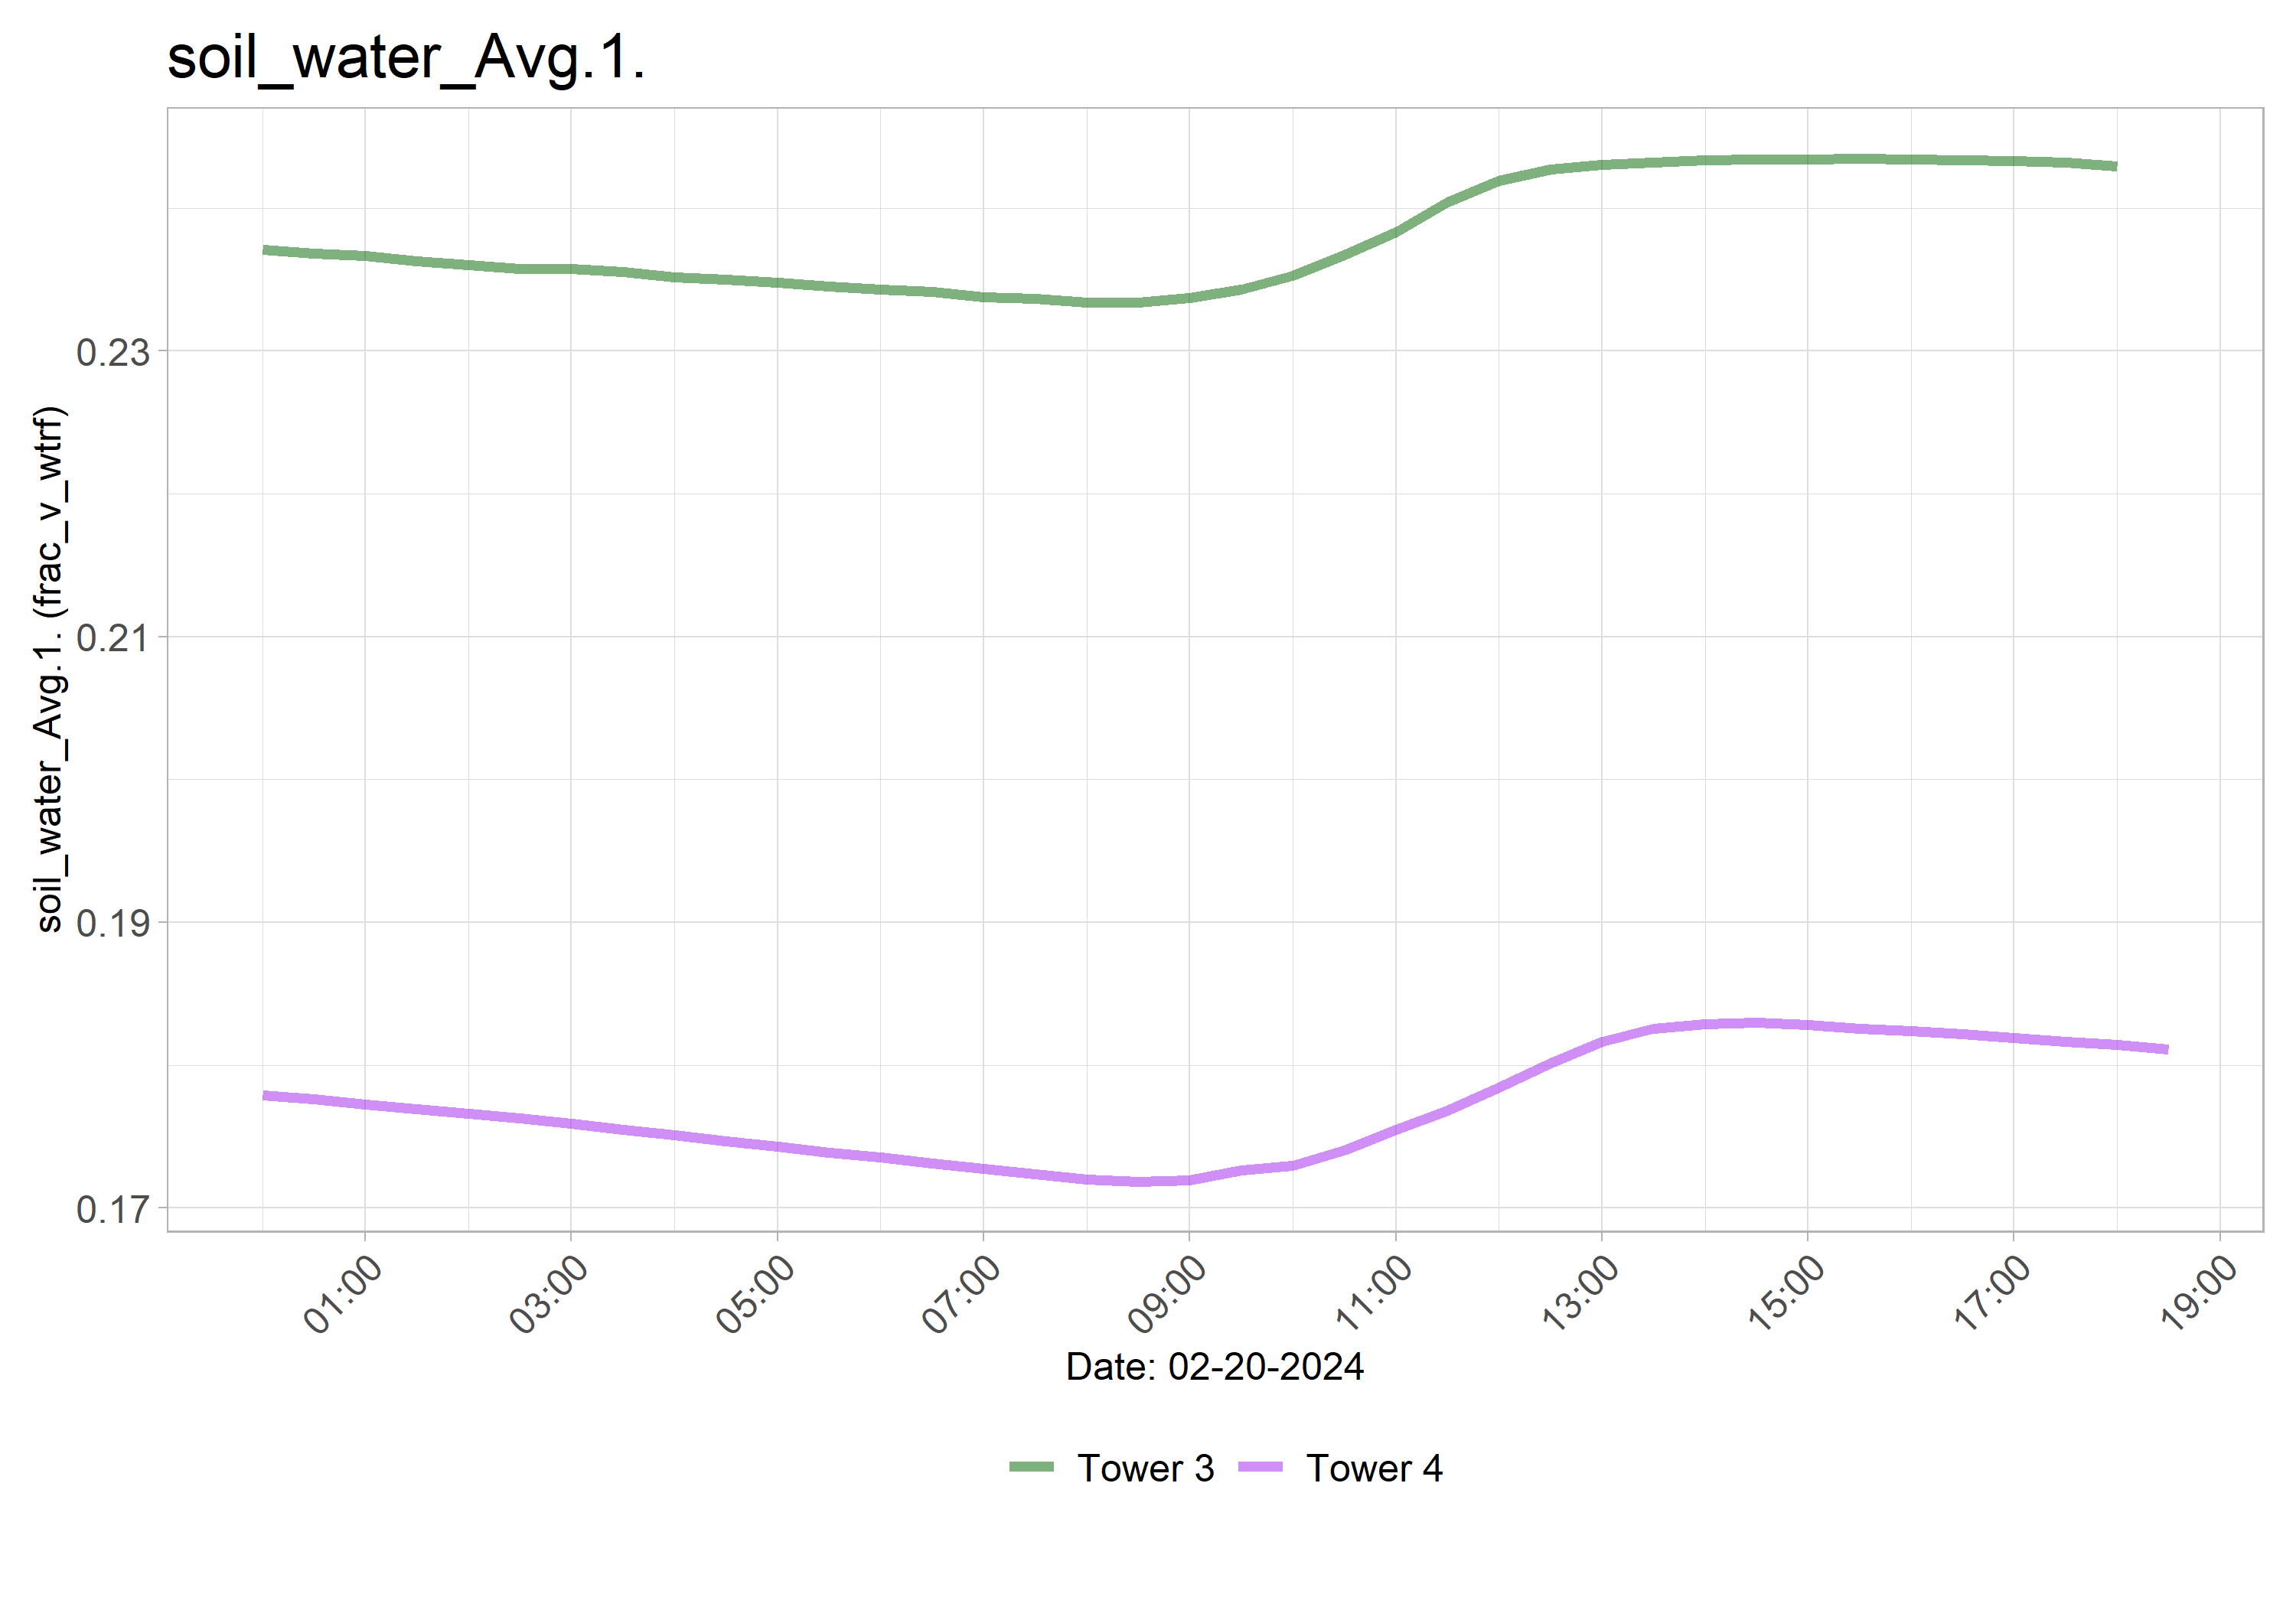 soil_water_Avg.1.
soil_water_Avg.1. (frac_v_wtrf)
0.23
0.21
0.19
0.17
01:00
03:00
05:00
07:00
09:00
11:00
13:00
15:00
17:00
19:00
Date: 02-20-2024
Tower 3
Tower 4